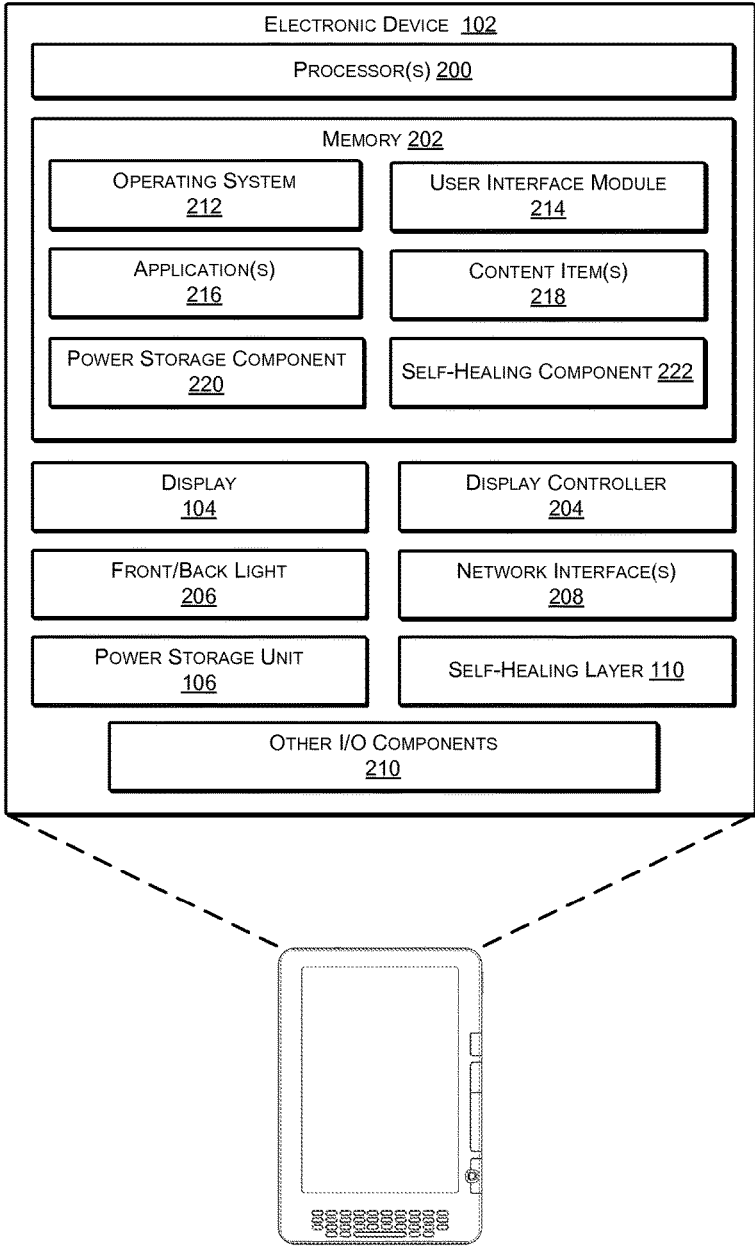 ELECTRONIC DEVICE 102
PROCESSOR(S) 200
MEMORY 202
OPERATING SYSTEM
212
USER INTERFACE MODULE
214
APPLICATION(S)
216
CONTENT ITEM(S)
218
POWER STORAGE COMPONENT
220
SELF-HEALING COMPONENT 222
DISPLAY
104
DISPLAY CONTROLLER
204
FRONT/BACK LIGHT
206
NETWORK INTERFACE(S)
208
POWER STORAGE UNIT
106
SELF-HEALING LAYER 110
OTHER I/O COMPONENTS
210